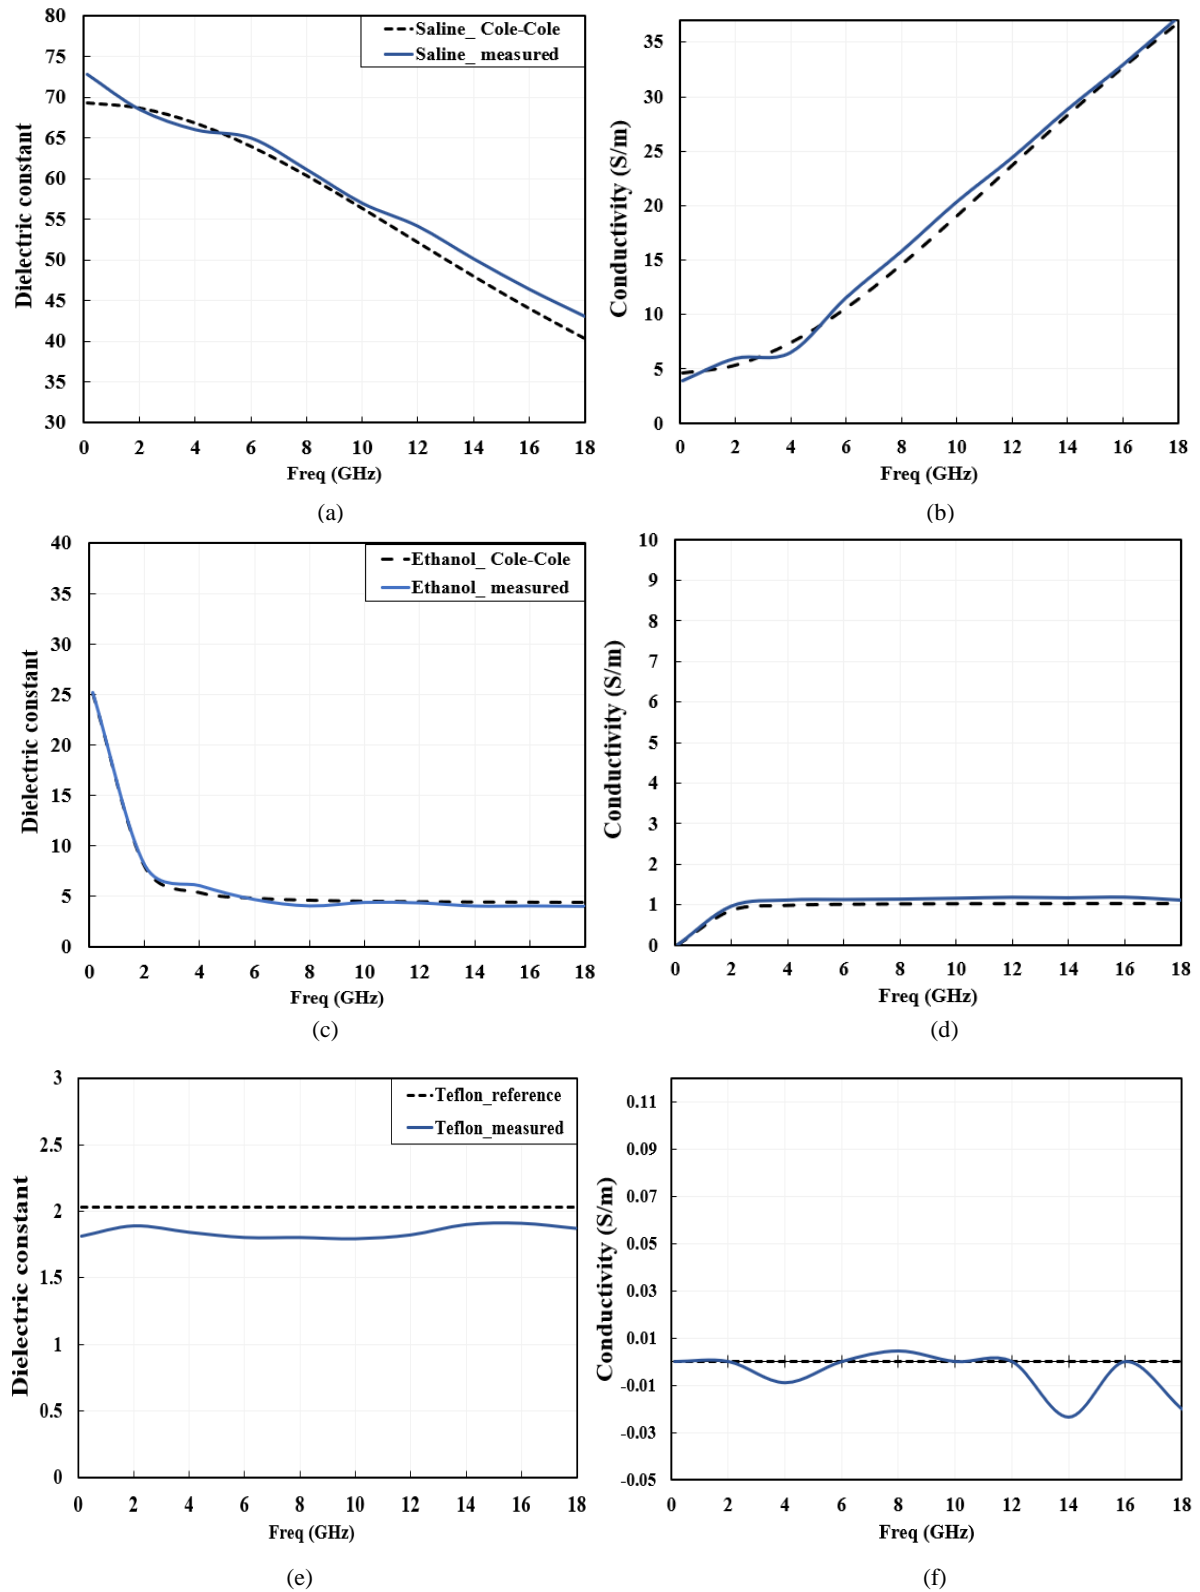 Saline_ Cole-Cole
Saline_ measured
80
75
70
65
60
55
50
45
40
35
30
Dielectric constant
0 2 4 6 8 10 12 14 16 18
Freq (GHz)
(a)
35
30
25
20
15
10
5
0
Conductivity (S/m)
0 2 4 6 8 10 12 14 16 18
Freq (GHz)
(b)
Ethanol_ Cole-Cole
Ethanol_ measured
40
35
30
25
20
15
10
5
0
Dielectric constant
0 2 4 6 8 10 12 14 16 18
Freq (GHz)
(c)
10
9
8
7
6
5
4
3
2
1
0
Conductivity (S/m)
0 2 4 6 8 10 12 14 16 18
Freq (GHz)
(d)
Teflon_reference
Teflon_measured
3
2.5
2
1.5
1
0.5
0
Dielectric constant
0 2 4 6 8 10 12 14 16 18
Freq (GHz)
(e)
0.11
0.09
0.07
0.05
0.03
0.01
-0.01
-0.03
-0.05
Conductivity (S/m)
0 2 4 6 8 10 12 14 16 18
Freq (GHz)
(f)